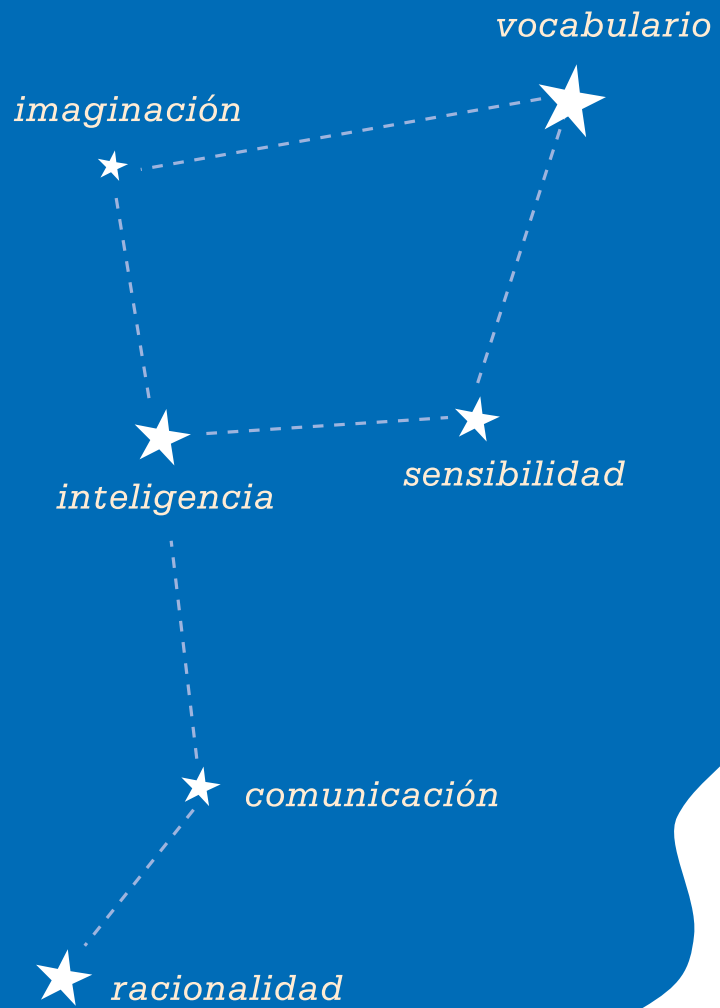 vocabulario
imaginación
sensibilidad
inteligencia
comunicación
racionalidad